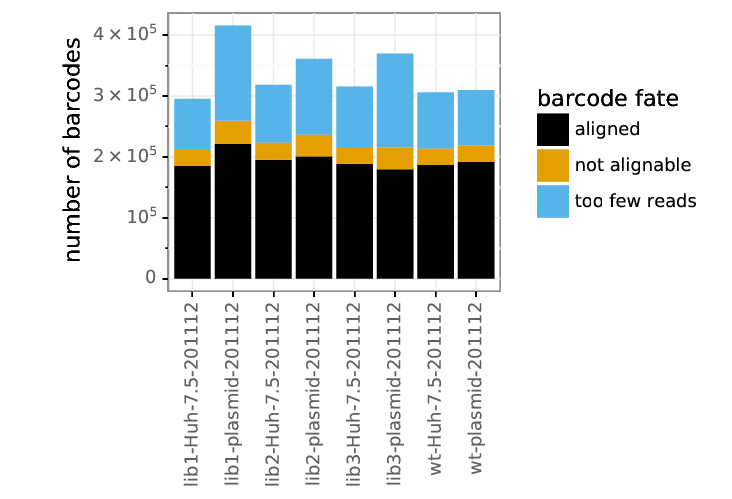 number of barcodes
4 × 10⁵
3 × 10⁵
2 × 10⁵
10⁵
0
lib1-Huh-7.5-201112
lib1-plasmid-201112
lib2-Huh-7.5-201112
lib2-plasmid-201112
lib3-Huh-7.5-201112
lib3-plasmid-201112
wt-Huh-7.5-201112
wt-plasmid-201112
barcode fate
aligned
not alignable
too few reads